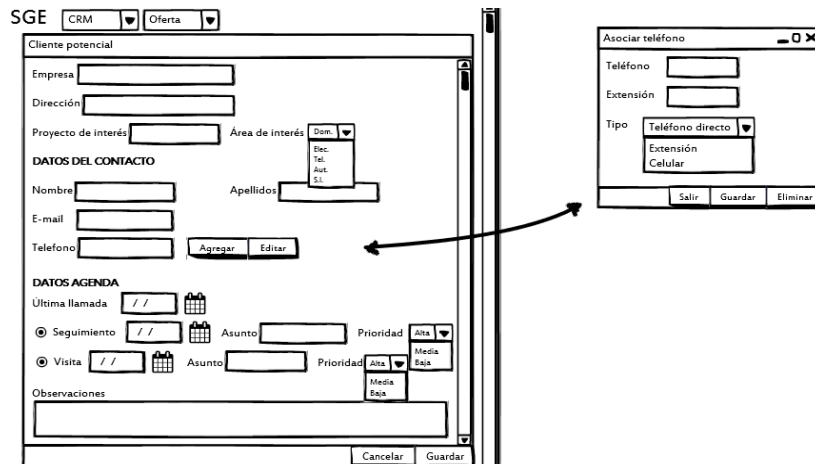 SGE CRM Oferta
Cliente potencial
Empresa
Dirección
Proyecto de interés Área de interés Dom.
Elec.
Tel.
Aut.
S.I.
DATOS DEL CONTACTO
Nombre Apellidos
E-mail
Telefono Agregar Editar
DATOS AGENDA
Última llamada / /
Seguimiento / / Asunto Prioridad Alta
Media
Baja
Visita / / Asunto Prioridad Alta
Media
Baja
Observaciones
Cancelar Guardar
Asociar teléfono
Teléfono
Extensión
Tipo Teléfono directo
Extensión
Celular
Salir Guardar Eliminar